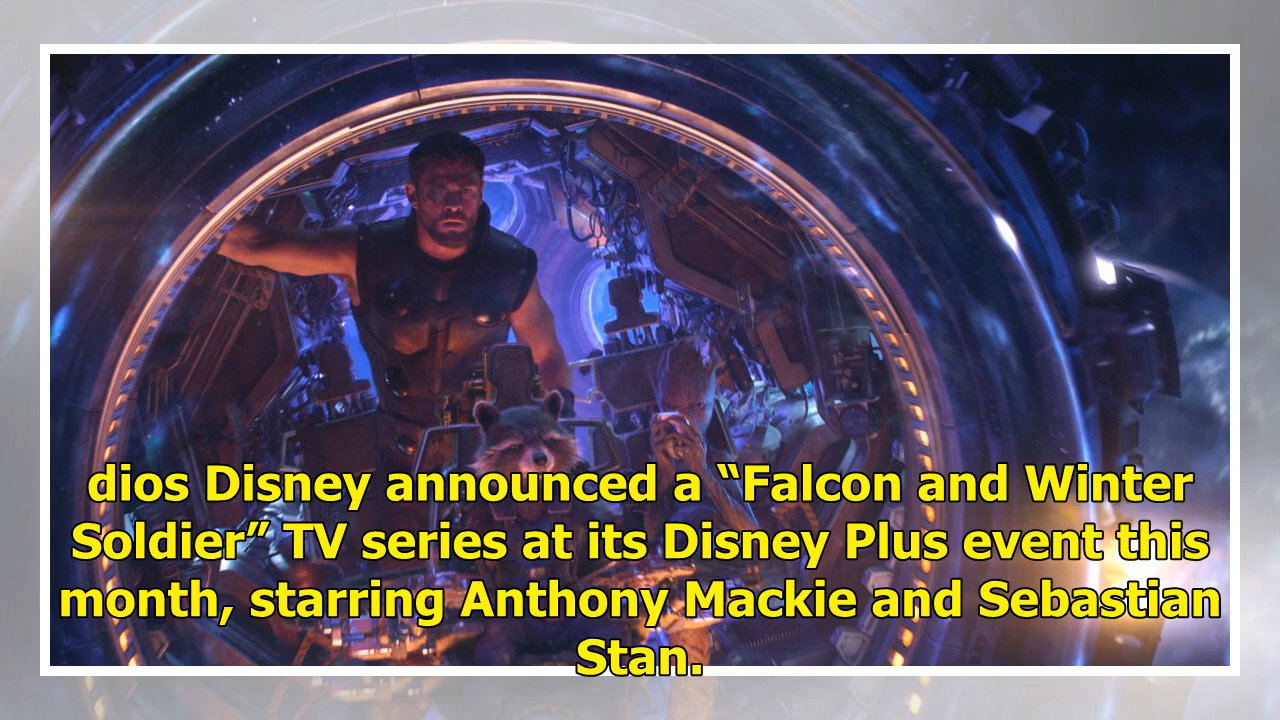 dios Disney announced a “Falcon and Winter
Soldier” TV series at its Disney Plus event this
month, starring Anthony Mackie and Sebastian
Stan.